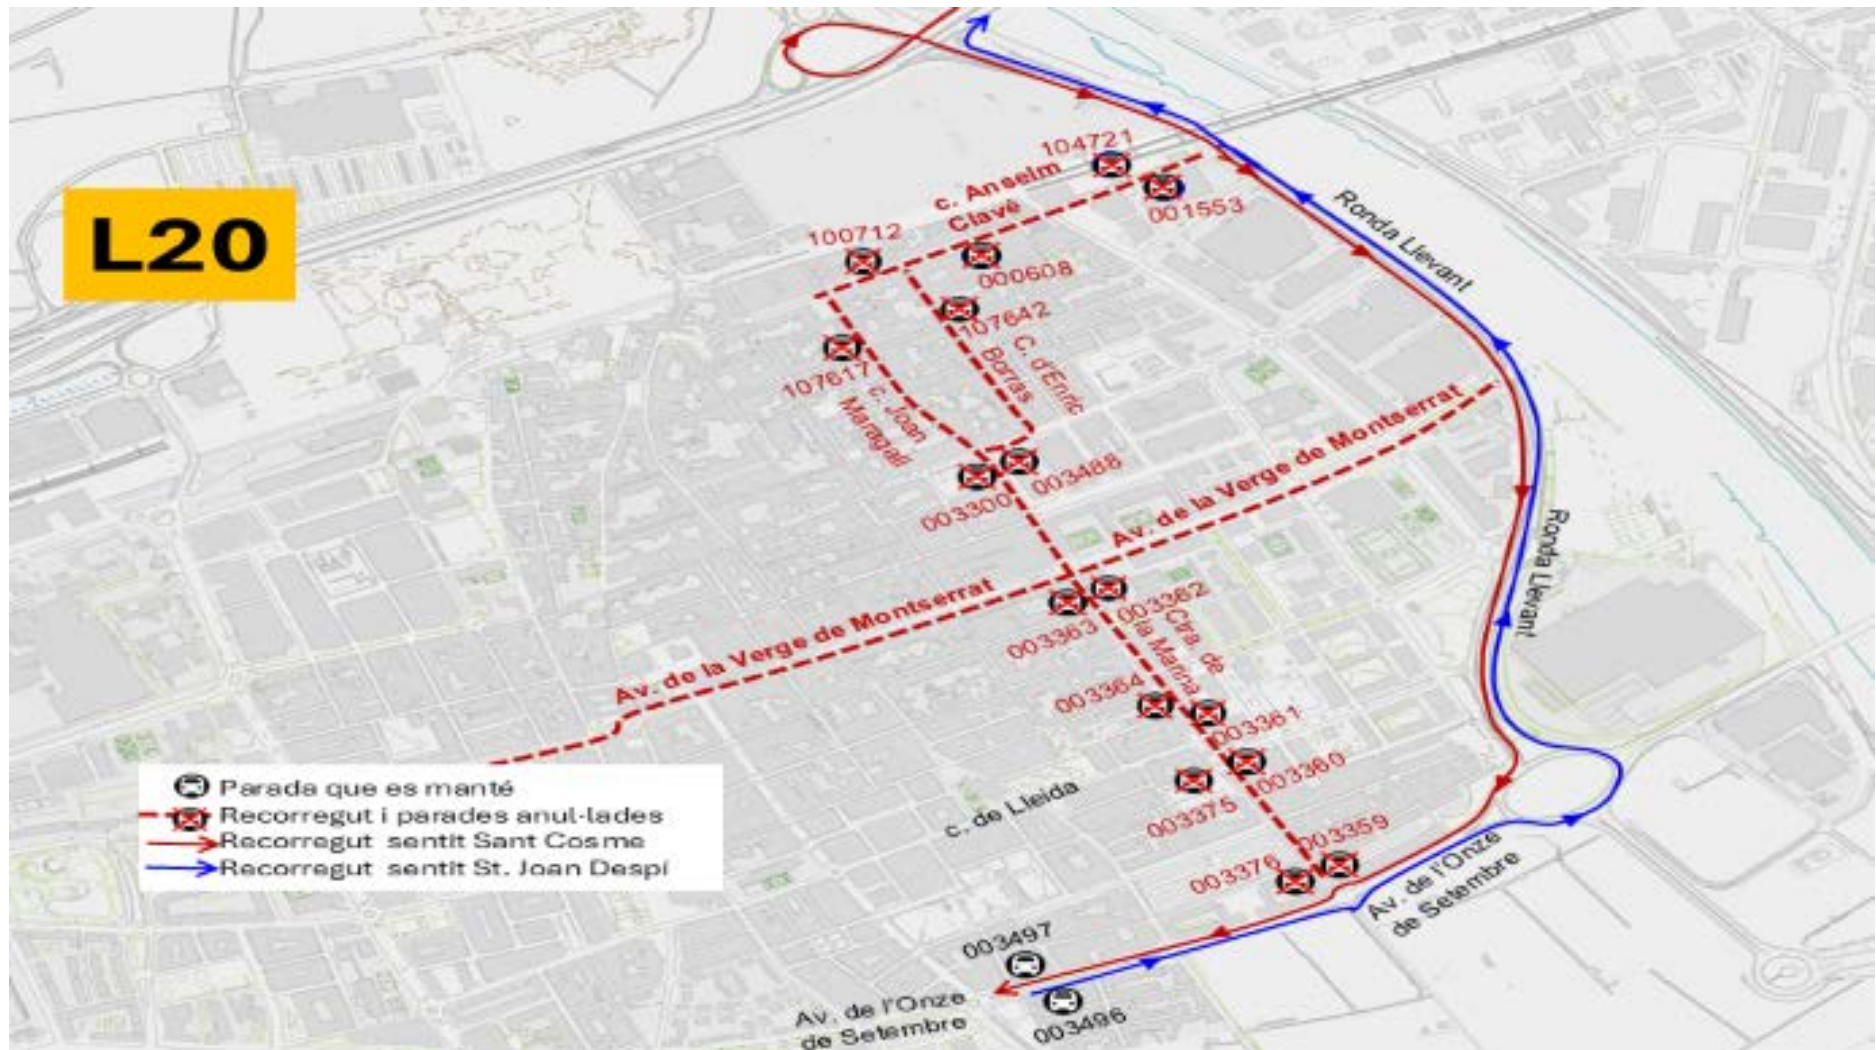 L20
104721
c. Anselm
Clavé
001553
100712
000608
107642
C. d'Enric
Borras
107617
c. Joan
Maragall
Ronda Llevant
003488
003300
Av. de la Verge de Montserrat
Ronda Llevant
Av. de la Verge de Montserrat
003362
003363
Ctra. de
la Marina
003364
003361
003360
003375
c. de Lleida
003359
003376
Av. de l'Onze
de Setembre
Parada que es manté
Recorregut i parades anul·lades
Recorregut sentit Sant Cosme
Recorregut sentit St. Joan Despí
003497
003496
Av. de l'Onze
de Setembre